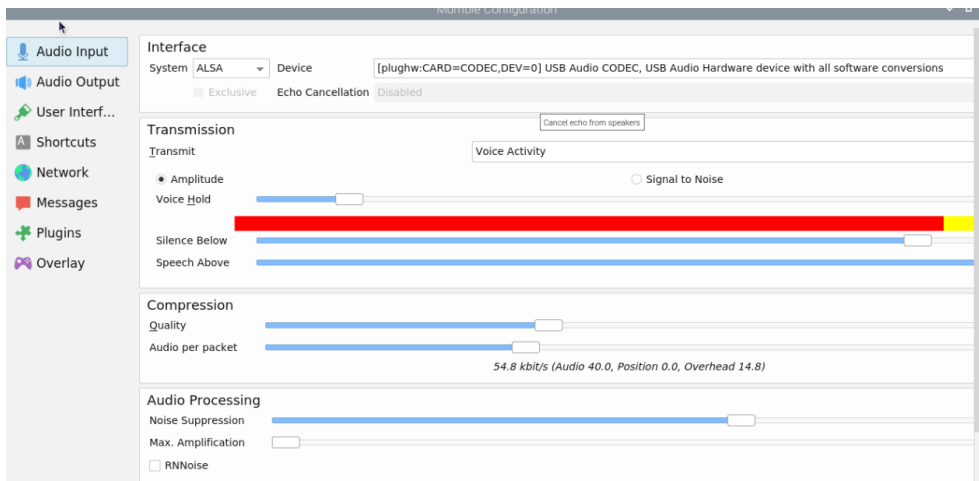 Mumble Configuration
Audio Input
Audio Output
User Interf...
Shortcuts
Network
Messages
Plugins
Overlay
Interface
System ALSA Device [plughw:CARD=CODEC,DEV=0] USB Audio CODEC, USB Audio Hardware device with all software conversions
Exclusive Echo Cancellation Disabled
Cancel echo from speakers
Transmission
Transmit Voice Activity
Amplitude Signal to Noise
Voice Hold
Silence Below
Speech Above
Compression
Quality
Audio per packet
54.8 kbit/s (Audio 40.0, Position 0.0, Overhead 14.8)
Audio Processing
Noise Suppression
Max. Amplification
RNNoise